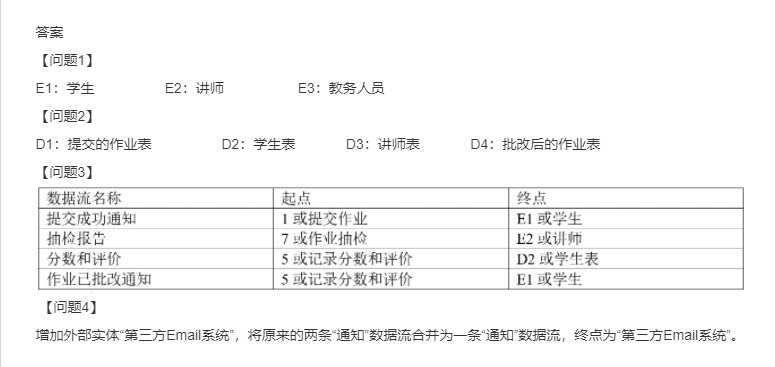 答案
【问题1】
E1：学生 E2：讲师 E3：教务人员
【问题2】
D1：提交的作业表 D2：学生表 D3：讲师表 D4：批改后的作业表
【问题3】
数据流名称 起点 终点
提交成功通知 1 或提交作业 E1 或学生
抽检报告 7 或作业抽检 E2 或讲师
分数和评价 5 或记录分数和评价 D2 或学生表
作业已批改通知 5 或记录分数和评价 E1 或学生
【问题4】
增加外部实体“第三方Email系统”，将原来的两条“通知”数据流合并为一条“通知”数据流，终点为“第三方Email系统”。